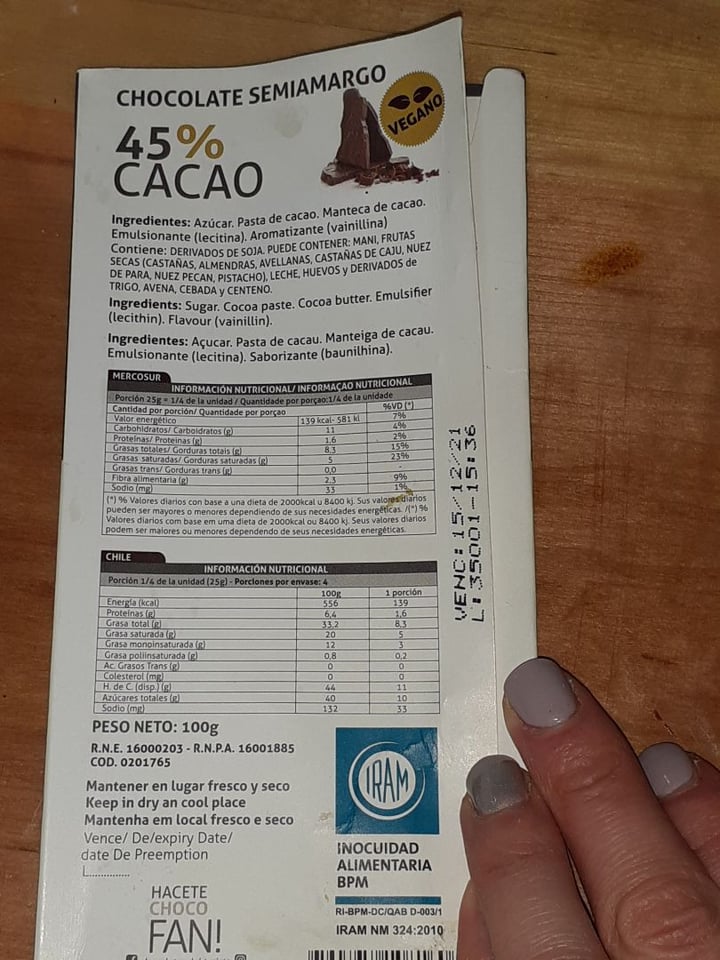 CHOCOLATE SEMIAMARGO
VEGANO
45%
CACAO
Ingredientes: Azúcar. Pasta de cacao. Manteca de cacao.
Emulsionante (lecitina). Aromatizante (vainillina)
Contiene: DERIVADOS DE SOJA. PUEDE CONTENER: MANI, FRUTAS
SECAS (CASTAÑAS, ALMENDRAS, AVELLANAS, CASTAÑAS DE CAJU, NUEZ
DE PARA, NUEZ PECAN, PISTACHO), LECHE, HUEVOS y DERIVADOS de
TRIGO, AVENA, CEBADA y CENTENO.
Ingredients: Sugar. Cocoa paste. Cocoa butter. Emulsifier
(lecithin). Flavour (vainillin).
Ingredientes: Açucar. Pasta de cacau. Manteiga de cacau.
Emulsionante (lecitina). Saborizante (baunilhina).
MERCOSUR
INFORMACIÓN NUTRICIONAL/ INFORMAÇAO NUTRICIONAL
Porción 25g = 1/4 de la unidad / Quantidade por porçao:1/4 de la unidade
Cantidad por porción/ Quantidade por porçao %VD (*)
Valor energético 139 kcal- 581 kl 7%
Carbohidratos/ Carboidratos (g) 11 4%
Proteínas/ Proteinas (g) 1,6 2%
Grasas totales/ Gorduras totais (g) 8,3 15%
Grasas saturadas/ Gorduras saturadas (g) 5 23%
Grasas trans/ Gorduras trans (g) 0,0 -
Fibra alimentaria (g) 2,3 9%
Sodio (mg) 33 1%
(*) % Valores diarios con base a una dieta de 2000kcal u 8400 kj. Sus valores diarios
pueden ser mayores o menores dependiendo de sus necesidades energéticas. /(*) %
Valores diarios com base em uma dieta de 2000kcal ou 8400 kj. Seus valores diarios
podem ser maiores ou menores dependendo de seus necesidades energéticas.
CHILE
INFORMACIÓN NUTRICIONAL
Porción 1/4 de la unidad (25g) - Porciones por envase: 4
100g 1 porción
Energía (kcal) 556 139
Proteinas (g) 6,4 1,6
Grasa total (g) 33,2 8,3
Grasa saturada (g) 20 5
Grasa monoinsaturada (g) 12 3
Grasa poliinsaturada (g) 0,8 0,2
Ac. Grasos Trans (g) 0 0
Colesterol (mg) 0 0
H. de C. (disp.) (g) 44 11
Azúcares totales (g) 40 10
Sodio (mg) 132 33
VENC: 15/12/21
L: 35001-15:36
PESO NETO: 100g
R.N.E. 16000203 - R.N.P.A. 16001885
COD. 0201765
Mantener en lugar fresco y seco
Keep in dry an cool place
Mantenha em local fresco e seco
Vence/ De/expiry Date/
date De Preemption
L..............
HACETE
CHOCO
FAN!
IRAM
INOCUIDAD
ALIMENTARIA
BPM
RI-BPM-DC/QAB D-003/1
IRAM NM 324:2010